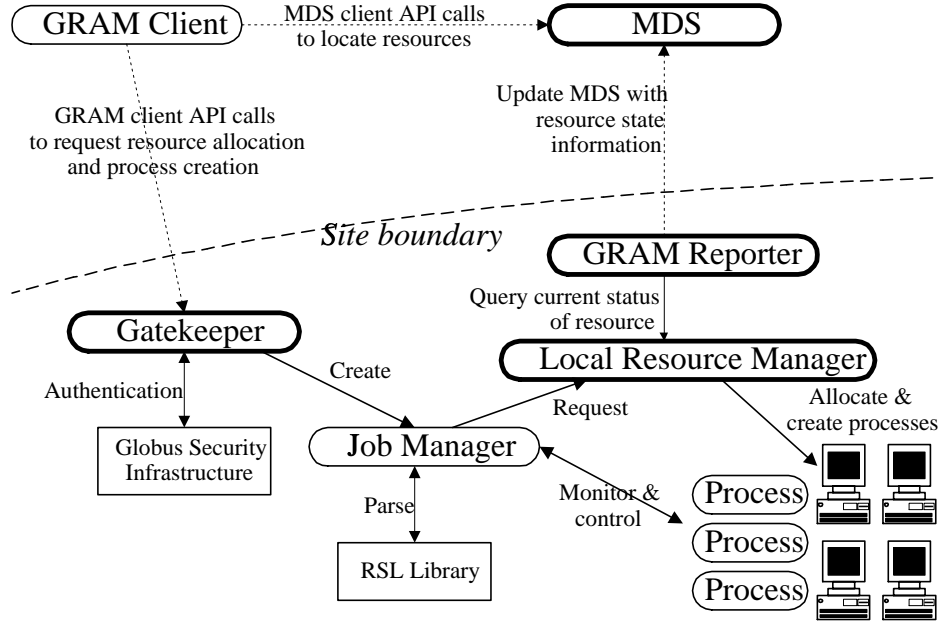 GRAM Client
MDS client API calls
to locate resources
MDS
Update MDS with
resource state
information
GRAM client API calls
to request resource allocation
and process creation
Site boundary
GRAM Reporter
Query current status
of resource
Gatekeeper
Local Resource Manager
Authentication
Create
Request
Allocate &
create processes
Globus Security
Infrastructure
Job Manager
Monitor &
control
Parse
RSL Library
Process
Process
Process